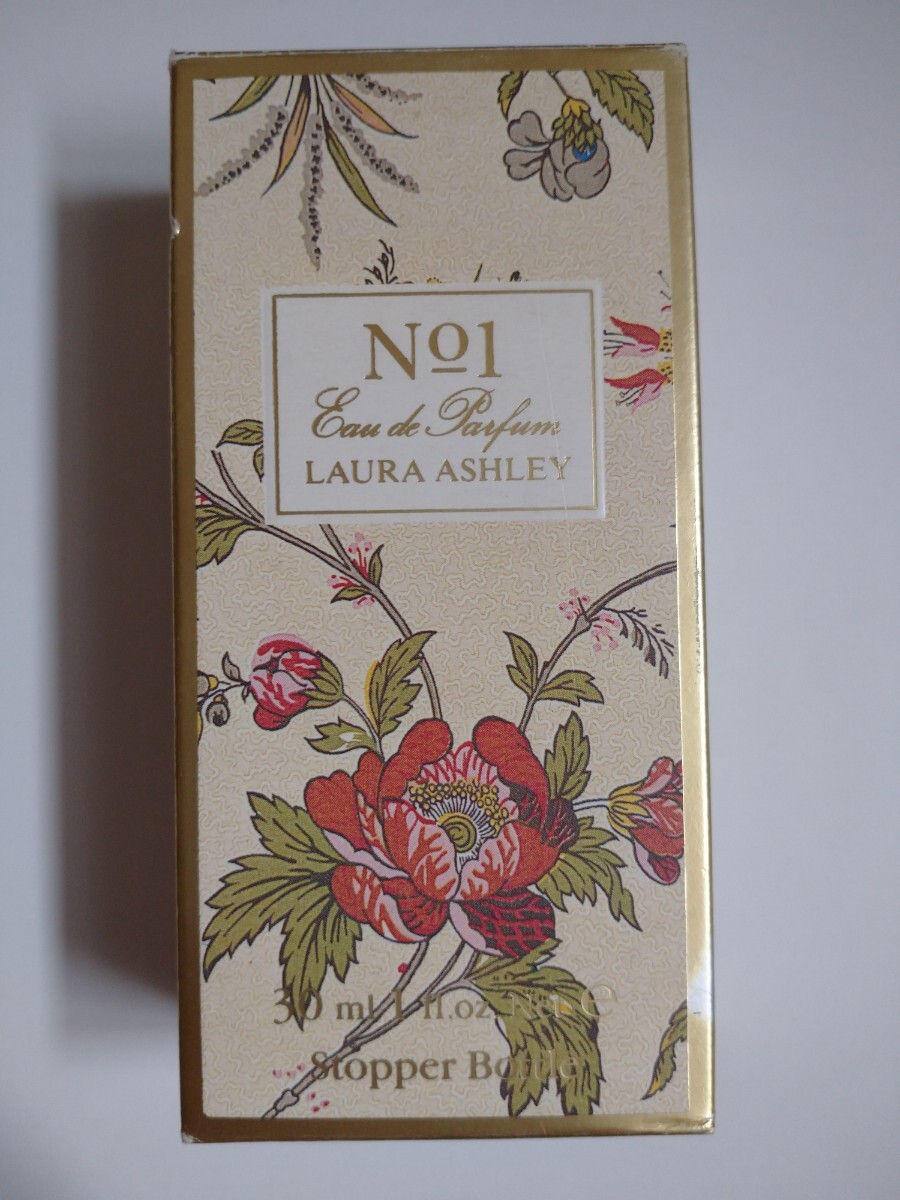 No1
Eau de Parfum
LAURA ASHLEY
30 ml 1 fl.oz. Net e
Stopper Bottle